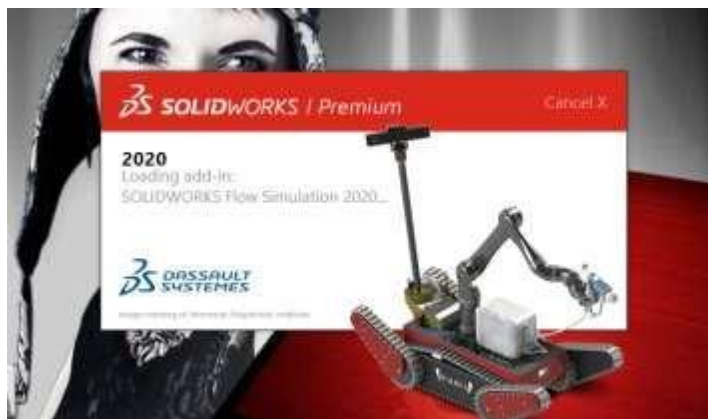 SOLIDWORKS | Premium
Cancel X
2020
Loading add-in:
SOLIDWORKS Flow Simulation 2020...
DASSAULT
SYSTEMES